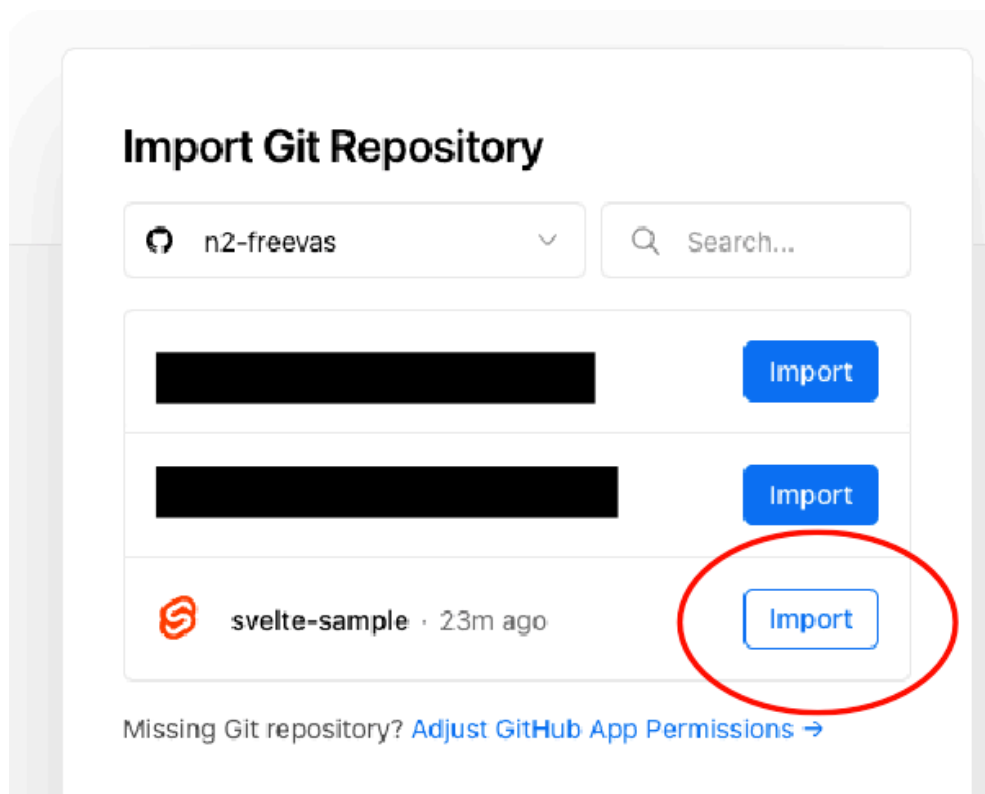 Import Git Repository
n2-freevas Search...
Import
Import
svelte-sample · 23m ago Import
Missing Git repository? Adjust GitHub App Permissions →